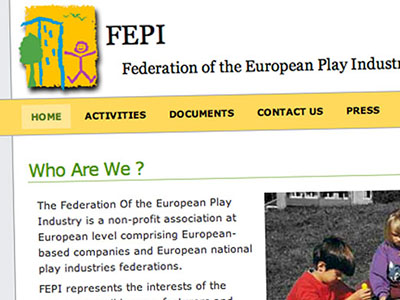 FEPI
Federation of the European Play
HOME ACTIVITIES DOCUMENTS CONTACT US PRESS
Who Are We ?
The Federation Of the European Play
Industry is a non-profit association at
European level comprising European-
based companies and European national
play industries federations.
FEPI represents the interests of the